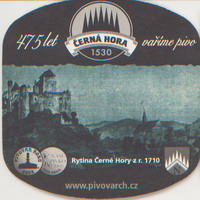 475 let
ČERNÁ HORA
vaříme pivo
1530
Rytina Černé Hory z r. 1710
www.pivovarch.cz